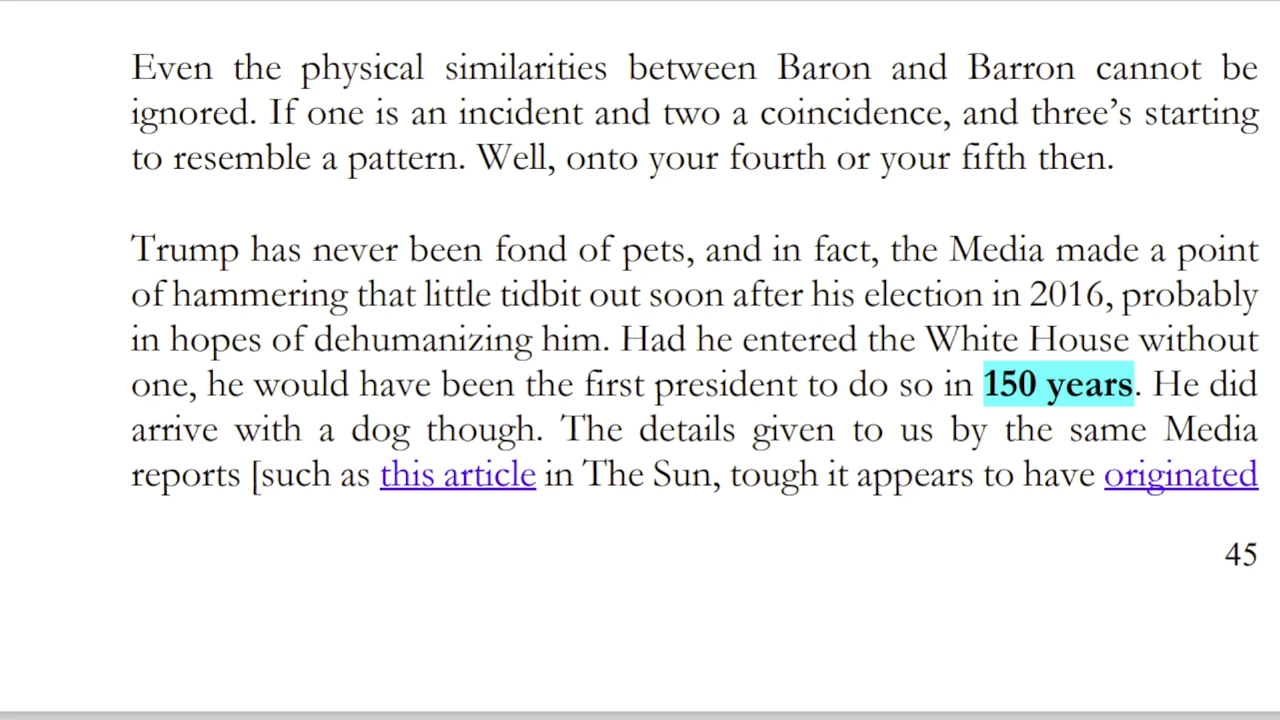 Even the physical similarities between Baron and Barron cannot be
ignored. If one is an incident and two a coincidence, and three’s starting
to resemble a pattern. Well, onto your fourth or your fifth then.
Trump has never been fond of pets, and in fact, the Media made a point
of hammering that little tidbit out soon after his election in 2016, probably
in hopes of dehumanizing him. Had he entered the White House without
one, he would have been the first president to do so in 150 years. He did
arrive with a dog though. The details given to us by the same Media
reports [such as this article in The Sun, tough it appears to have originated
45